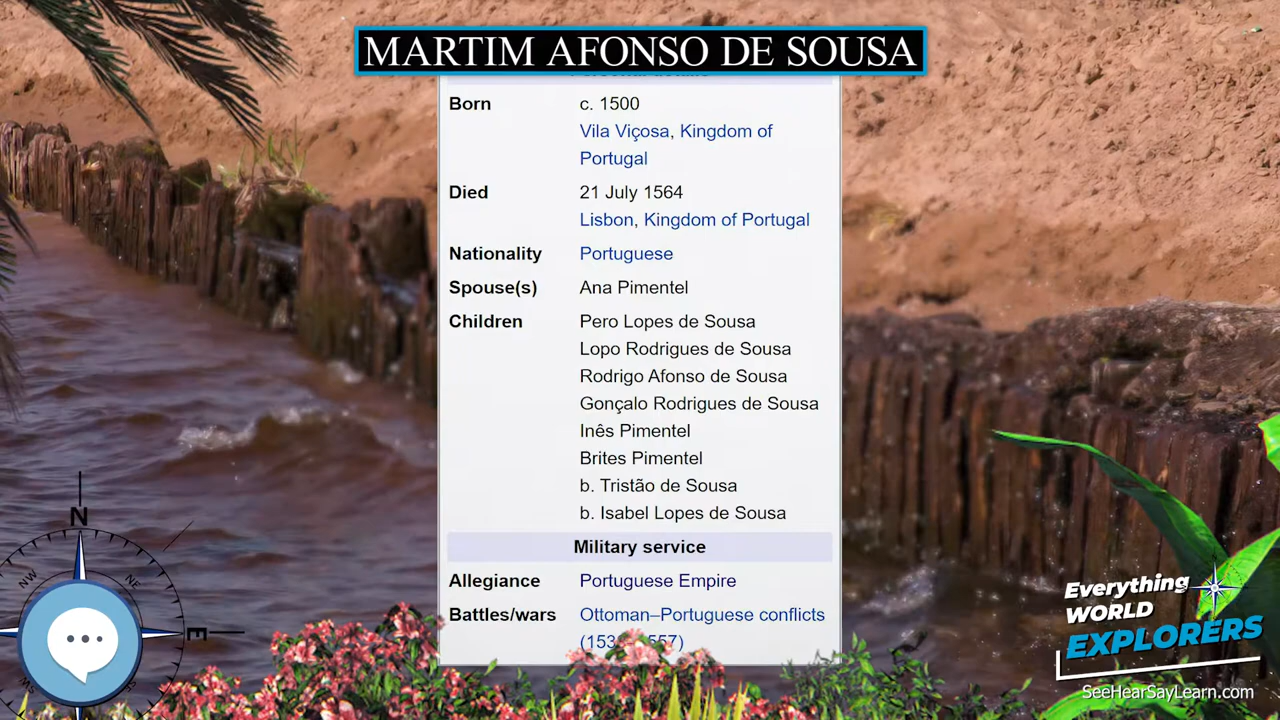 MARTIM AFONSO DE SOUSA
Born c. 1500
Vila Viçosa, Kingdom of
Portugal
Died 21 July 1564
Lisbon, Kingdom of Portugal
Nationality Portuguese
Spouse(s) Ana Pimentel
Children Pero Lopes de Sousa
Lopo Rodrigues de Sousa
Rodrigo Afonso de Sousa
Gonçalo Rodrigues de Sousa
Inês Pimentel
Brites Pimentel
b. Tristão de Sousa
b. Isabel Lopes de Sousa
Military service
Allegiance Portuguese Empire
Battles/wars Ottoman–Portuguese conflicts
N
NW
NE
E
Everything
WORLD
EXPLORERS
SeeHearSayLearn.com